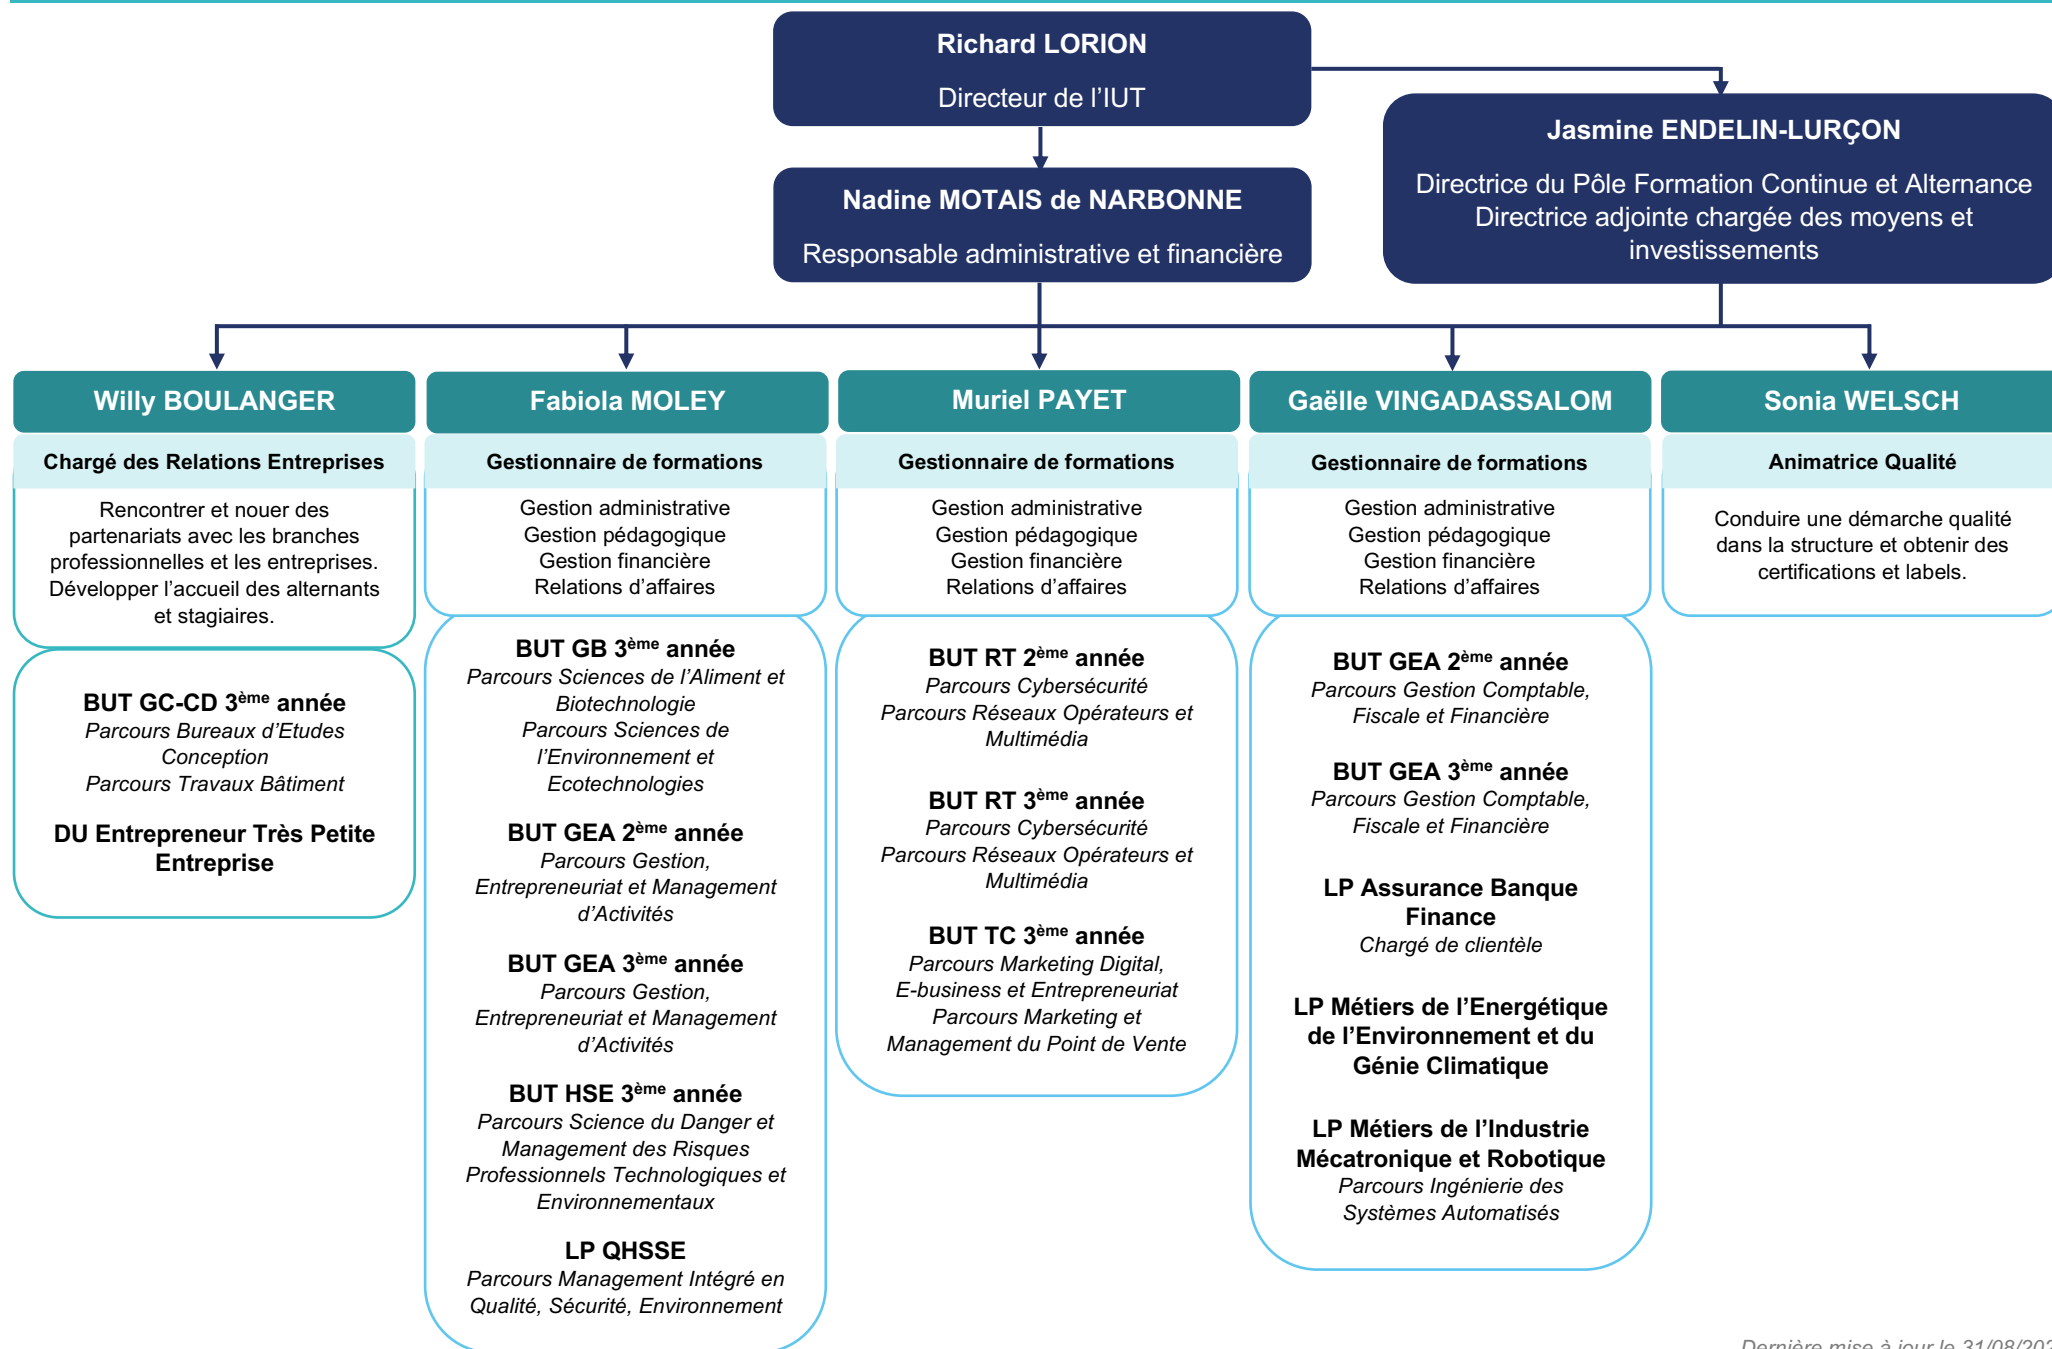 Richard LORION
Directeur de l’IUT
Jasmine ENDELIN-LURÇON
Directrice du Pôle Formation Continue et Alternance
Directrice adjointe chargée des moyens et
investissements
Nadine MOTAIS de NARBONNE
Responsable administrative et financière
Willy BOULANGER
Chargé des Relations Entreprises
Rencontrer et nouer des
partenariats avec les branches
professionnelles et les entreprises.
Développer l’accueil des alternants
et stagiaires.
BUT GC-CD 3ème année
Parcours Bureaux d’Etudes
Conception
Parcours Travaux Bâtiment
DU Entrepreneur Très Petite
Entreprise
Fabiola MOLEY
Gestionnaire de formations
Gestion administrative
Gestion pédagogique
Gestion financière
Relations d’affaires
BUT GB 3ème année
Parcours Sciences de l’Aliment et
Biotechnologie
Parcours Sciences de
l’Environnement et
Ecotechnologies
BUT GEA 2ème année
Parcours Gestion,
Entrepreneuriat et Management
d’Activités
BUT GEA 3ème année
Parcours Gestion,
Entrepreneuriat et Management
d’Activités
BUT HSE 3ème année
Parcours Science du Danger et
Management des Risques
Professionnels Technologiques et
Environnementaux
LP QHSSE
Parcours Management Intégré en
Qualité, Sécurité, Environnement
Muriel PAYET
Gestionnaire de formations
Gestion administrative
Gestion pédagogique
Gestion financière
Relations d’affaires
BUT RT 2ème année
Parcours Cybersécurité
Parcours Réseaux Opérateurs et
Multimédia
BUT RT 3ème année
Parcours Cybersécurité
Parcours Réseaux Opérateurs et
Multimédia
BUT TC 3ème année
Parcours Marketing Digital,
E-business et Entrepreneuriat
Parcours Marketing et
Management du Point de Vente
Gaëlle VINGADASSALOM
Gestionnaire de formations
Gestion administrative
Gestion pédagogique
Gestion financière
Relations d’affaires
BUT GEA 2ème année
Parcours Gestion Comptable,
Fiscale et Financière
BUT GEA 3ème année
Parcours Gestion Comptable,
Fiscale et Financière
LP Assurance Banque
Finance
Chargé de clientèle
LP Métiers de l’Energétique
de l’Environnement et du
Génie Climatique
LP Métiers de l’Industrie
Mécatronique et Robotique
Parcours Ingénierie des
Systèmes Automatisés
Sonia WELSCH
Animatrice Qualité
Conduire une démarche qualité
dans la structure et obtenir des
certifications et labels.
Dernière mise à jour le